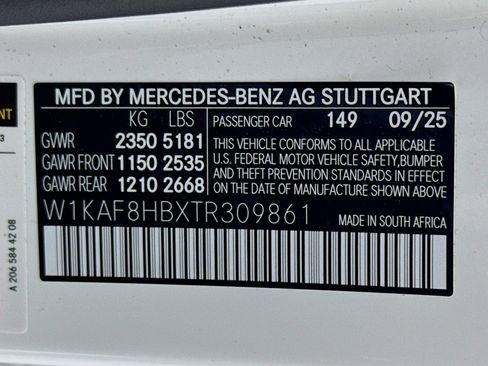 MFD BY MERCEDES-BENZ AG STUTTGART
KG LBS PASSENGER CAR 149 09/25
GVWR 2350 5181
GAWR FRONT 1150 2535
GAWR REAR 1210 2668
THIS VEHICLE CONFORMS TO ALL APPLICABLE
U.S. FEDERAL MOTOR VEHICLE SAFETY, BUMPER
AND THEFT PREVENTION STANDARDS IN
EFFECT ON THE DATE OF MANUFACTURE
SHOWN ABOVE.
W1KAF8HBXTR309861 MADE IN SOUTH AFRICA
A 206 584 42 08
NT
3